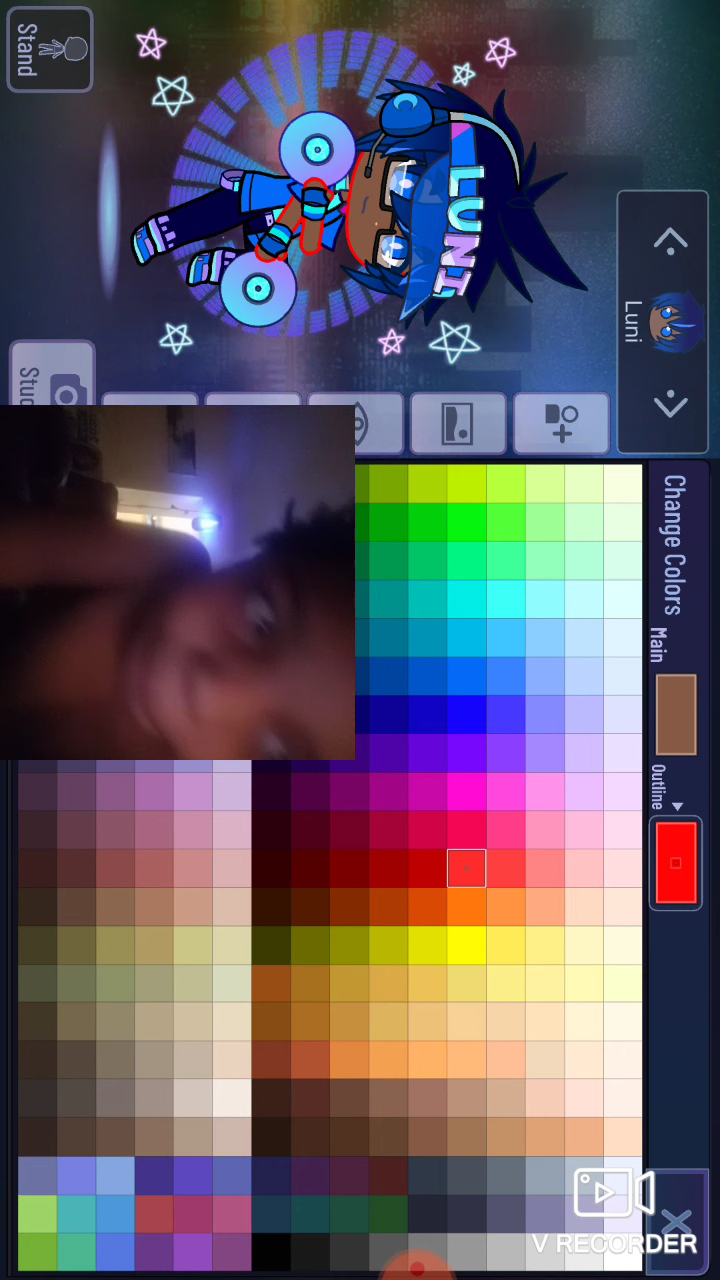 Luni
LUNI
Stand
Change Colors
Main
Outline
V RECORDER